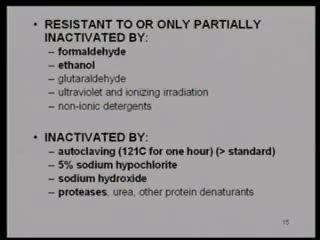 • RESISTANT TO OR ONLY PARTIALLY
INACTIVATED BY:
– formaldehyde
– ethanol
– glutaraldehyde
– ultraviolet and ionizing irradiation
– non-ionic detergents
• INACTIVATED BY:
– autoclaving (121C for one hour) (> standard)
– 5% sodium hypochlorite
– sodium hydroxide
– proteases, urea, other protein denaturants
15